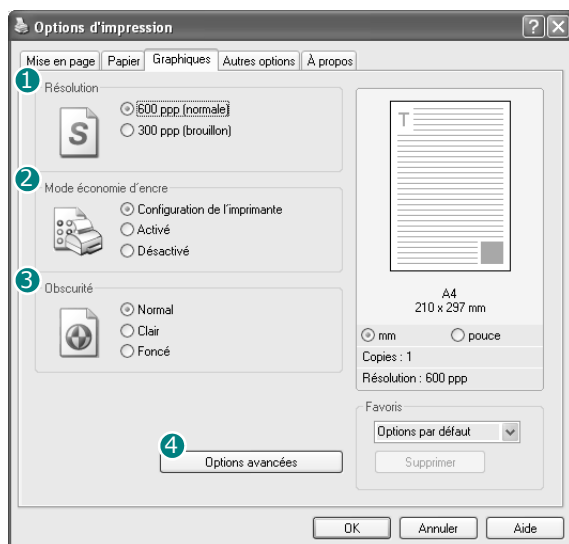 Options d'impression
Mise en page Papier Graphiques Autres options À propos
1
Résolution
S
600 ppp (normale)
300 ppp (brouillon)
2
Mode économie d'encre
Configuration de l'imprimante
Activé
Désactivé
3
Obscurité
Normal
Clair
Foncé
4
Options avancées
T
A4
210 x 297 mm
mm pouce
Copies : 1
Résolution : 600 ppp
Favoris
Options par défaut
Supprimer
OK Annuler Aide